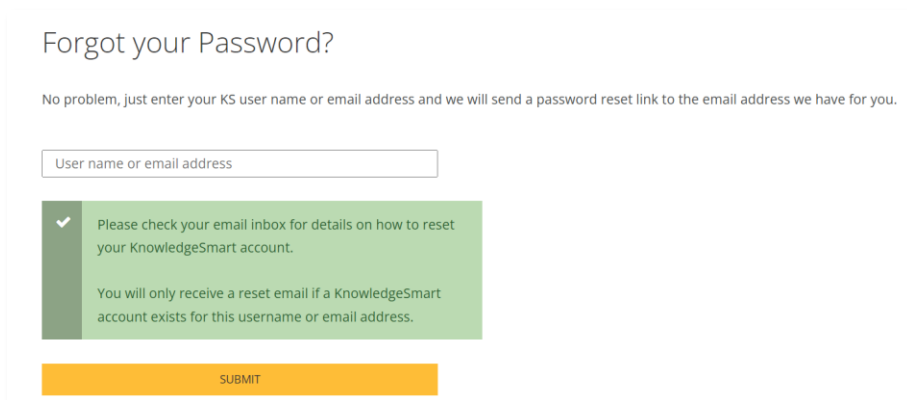 Forgot your Password?
No problem, just enter your KS user name or email address and we will send a password reset link to the email address we have for you.
User name or email address
Please check your email inbox for details on how to reset
your KnowledgeSmart account.
You will only receive a reset email if a KnowledgeSmart
account exists for this username or email address.
SUBMIT